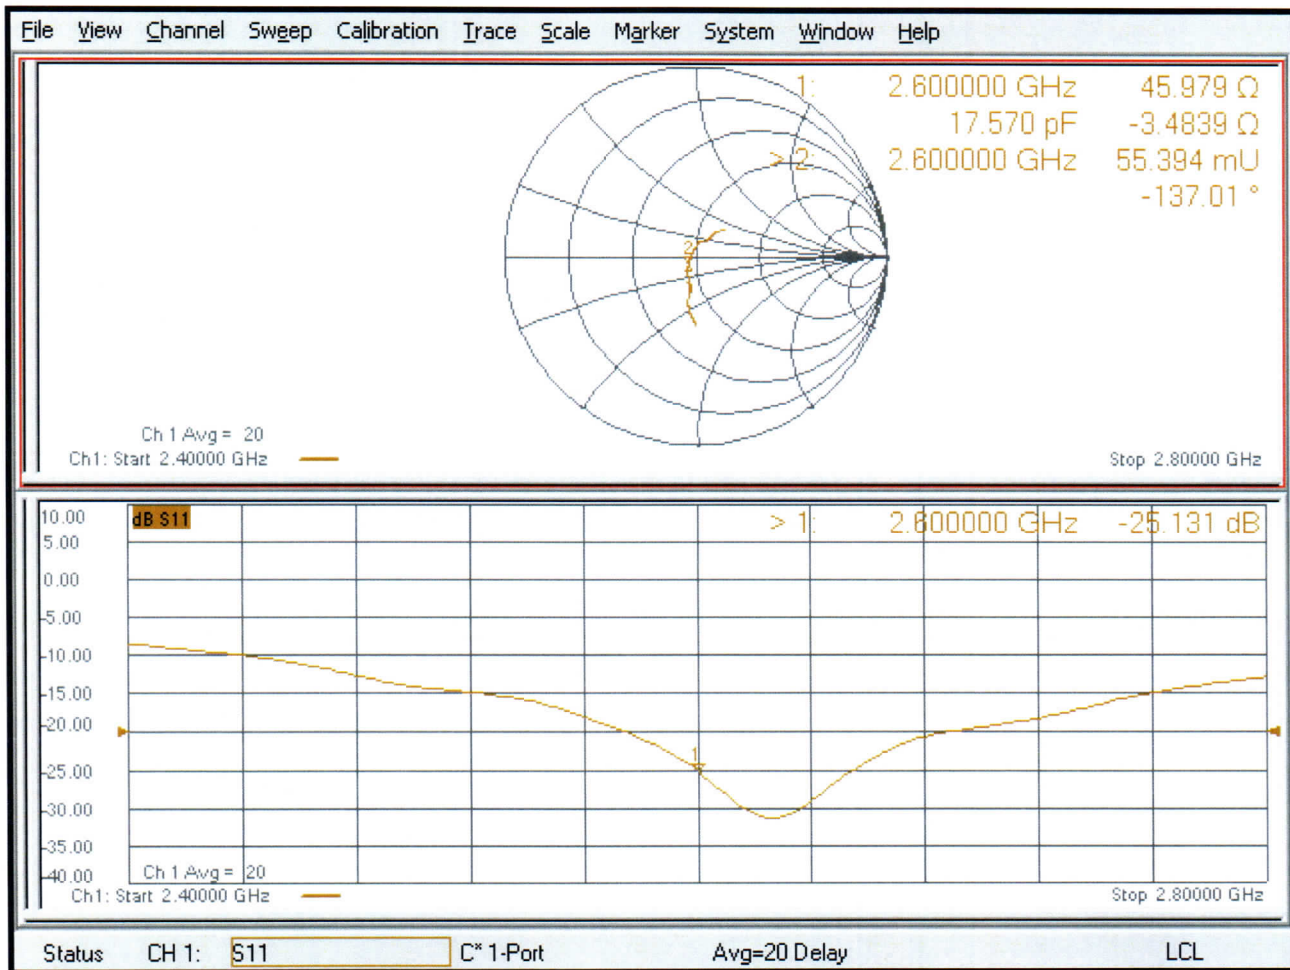 File View Channel Sweep Calibration Trace Scale Marker System Window Help
1: 2.600000 GHz 45.979 Ω
17.570 pF -3.4839 Ω
> 2: 2.600000 GHz 55.394 mU
-137.01 °
2
Ch 1 Avg = 20
Ch1: Start 2.40000 GHz Stop 2.80000 GHz
10.00 dB S11 > 1: 2.600000 GHz -25.131 dB
5.00
0.00
-5.00
-10.00
-15.00
-20.00
1
-25.00
-30.00
-35.00
-40.00
Ch 1 Avg = 20
Ch1: Start 2.40000 GHz Stop 2.80000 GHz
Status CH 1: S11 C* 1-Port Avg=20 Delay LCL